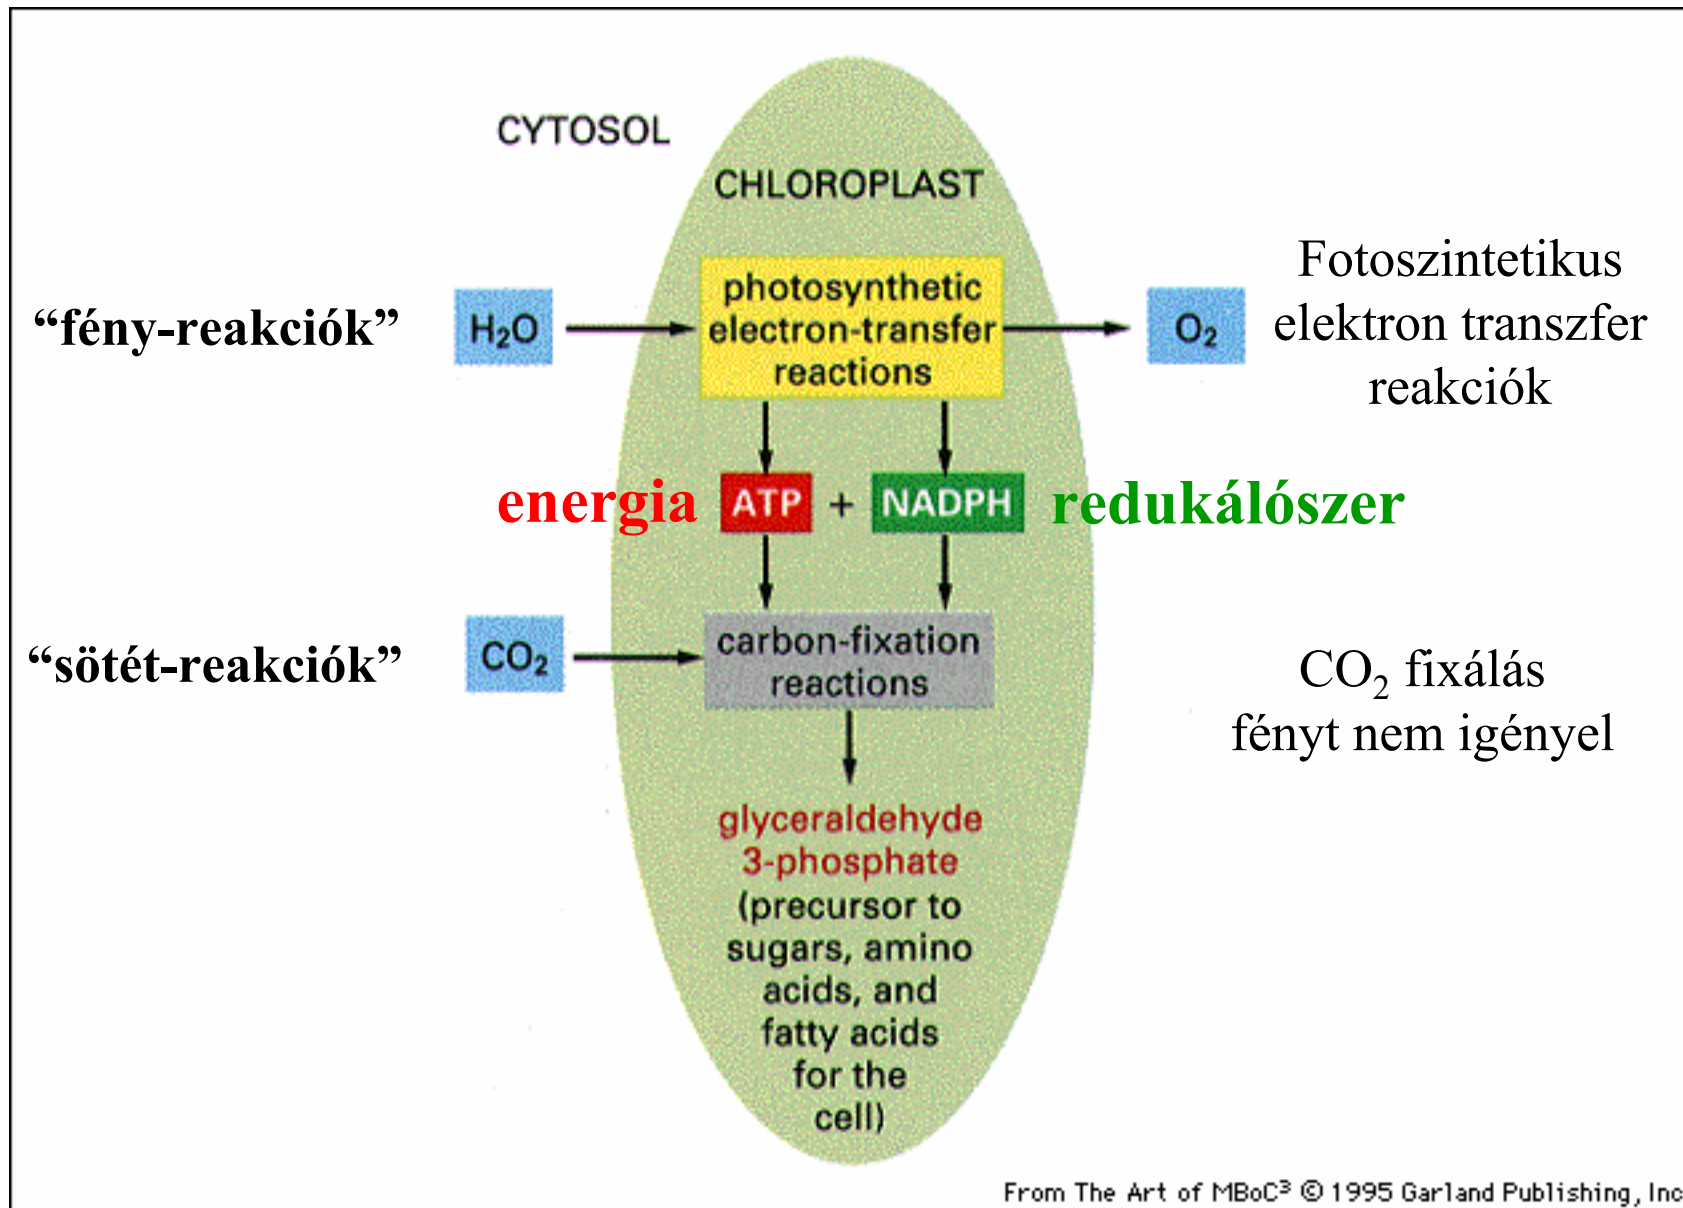 CYTOSOL
CHLOROPLAST
“fény-reakciók”
H₂O
photosynthetic
electron-transfer
reactions
O₂
Fotoszintetikus
elektron transzfer
reakciók
energia
ATP
+
NADPH
redukálószer
“sötét-reakciók”
CO₂
carbon-fixation
reactions
CO₂ fixálás
fényt nem igényel
glyceraldehyde
3-phosphate
(precursor to
sugars, amino
acids, and
fatty acids
for the
cell)
From The Art of MBoC³ © 1995 Garland Publishing, Inc